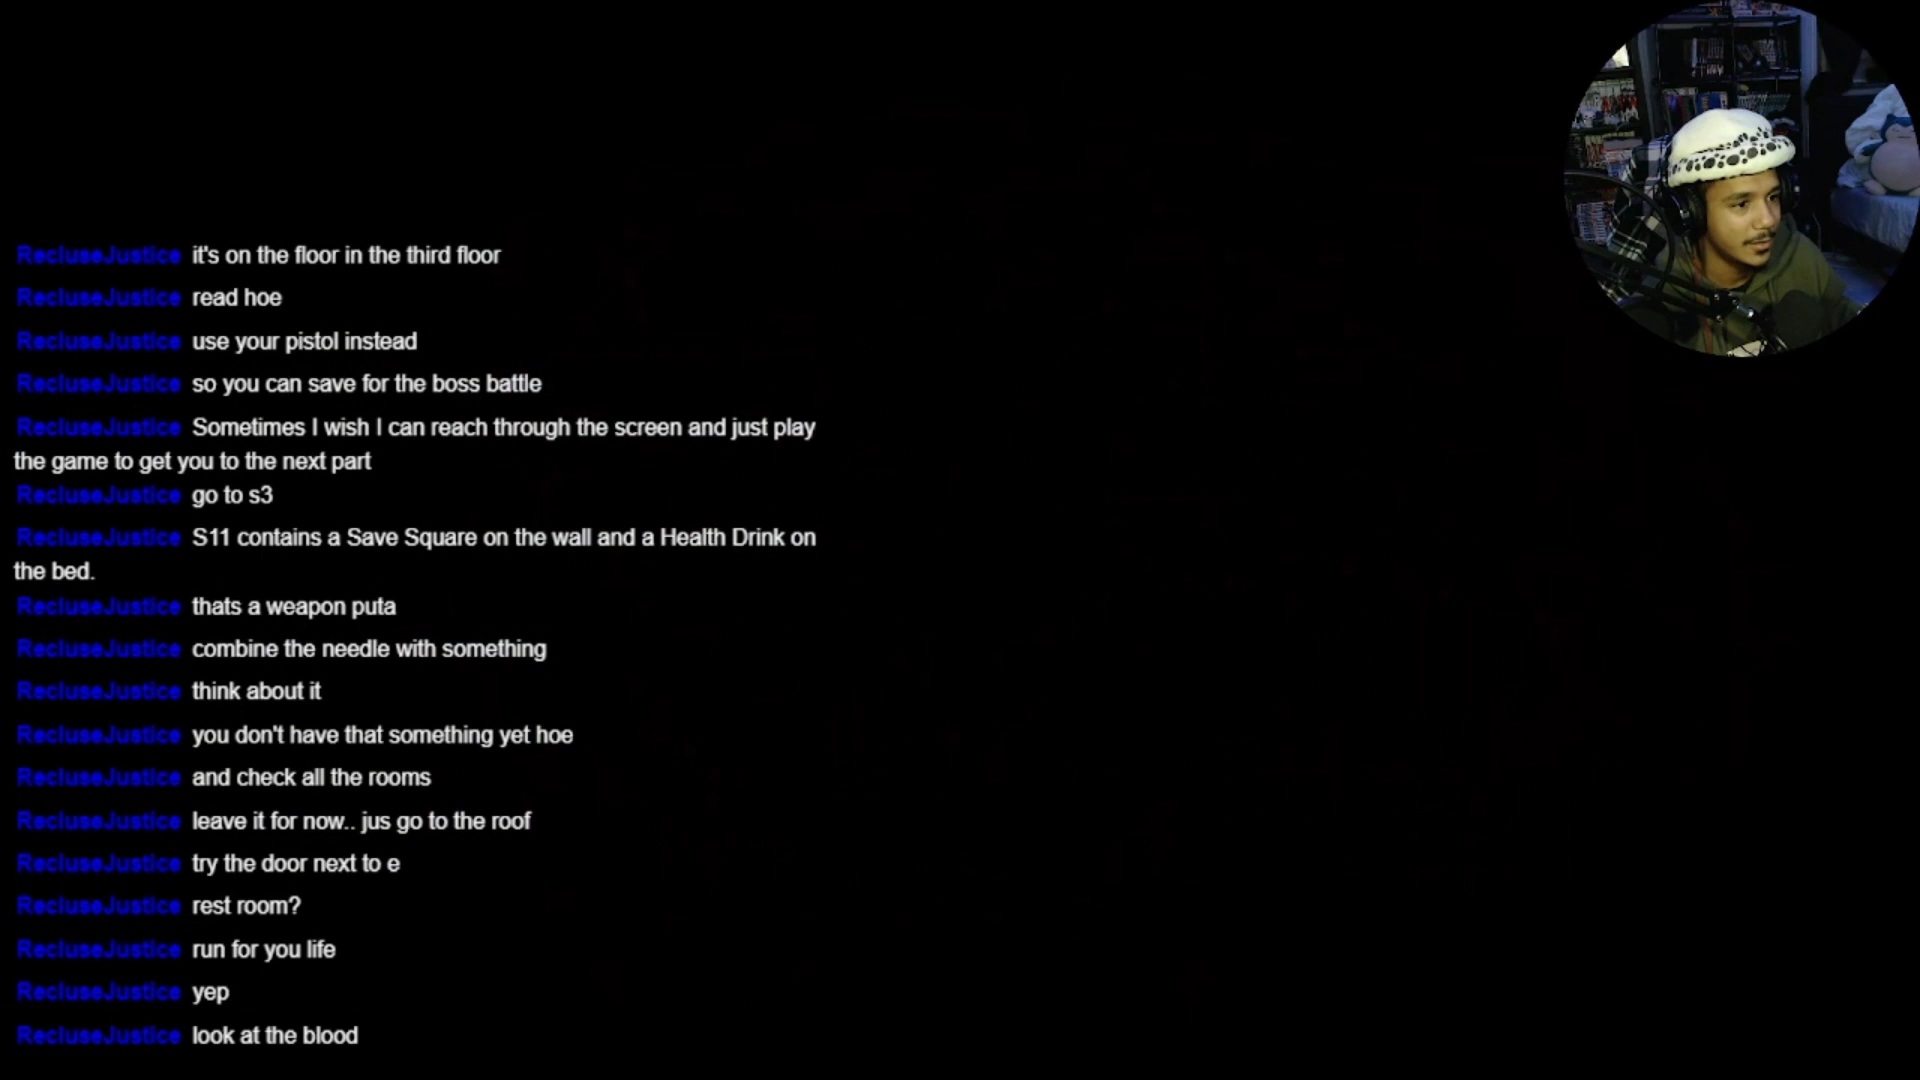 RecluseJustice it's on the floor in the third floor
RecluseJustice read hoe
RecluseJustice use your pistol instead
RecluseJustice so you can save for the boss battle
RecluseJustice Sometimes I wish I can reach through the screen and just play
the game to get you to the next part
RecluseJustice go to s3
RecluseJustice S11 contains a Save Square on the wall and a Health Drink on
the bed.
RecluseJustice thats a weapon puta
RecluseJustice combine the needle with something
RecluseJustice think about it
RecluseJustice you don't have that something yet hoe
RecluseJustice and check all the rooms
RecluseJustice leave it for now.. jus go to the roof
RecluseJustice try the door next to e
RecluseJustice rest room?
RecluseJustice run for you life
RecluseJustice yep
RecluseJustice look at the blood